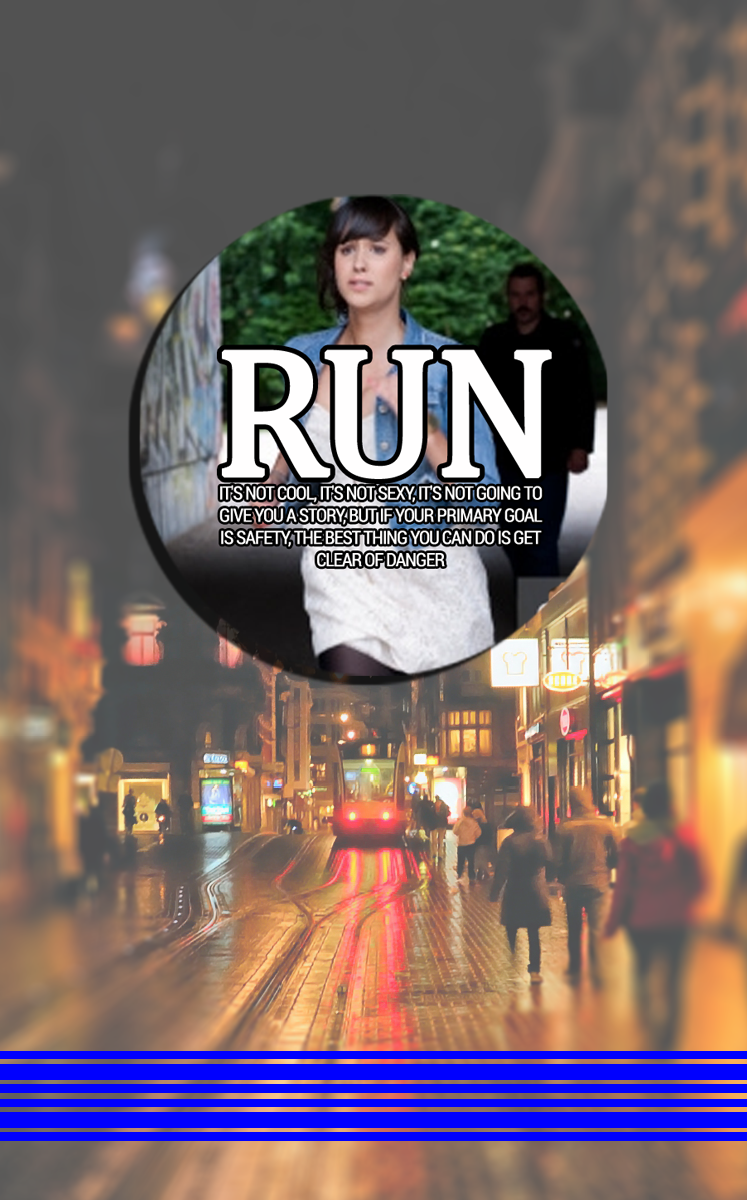 RUN
IT'S NOT COOL, IT'S NOT SEXY, IT'S NOT GOING TO
GIVE YOU A STORY, BUT IF YOUR PRIMARY GOAL
IS SAFETY, THE BEST THING YOU CAN DO IS GET
CLEAR OF DANGER